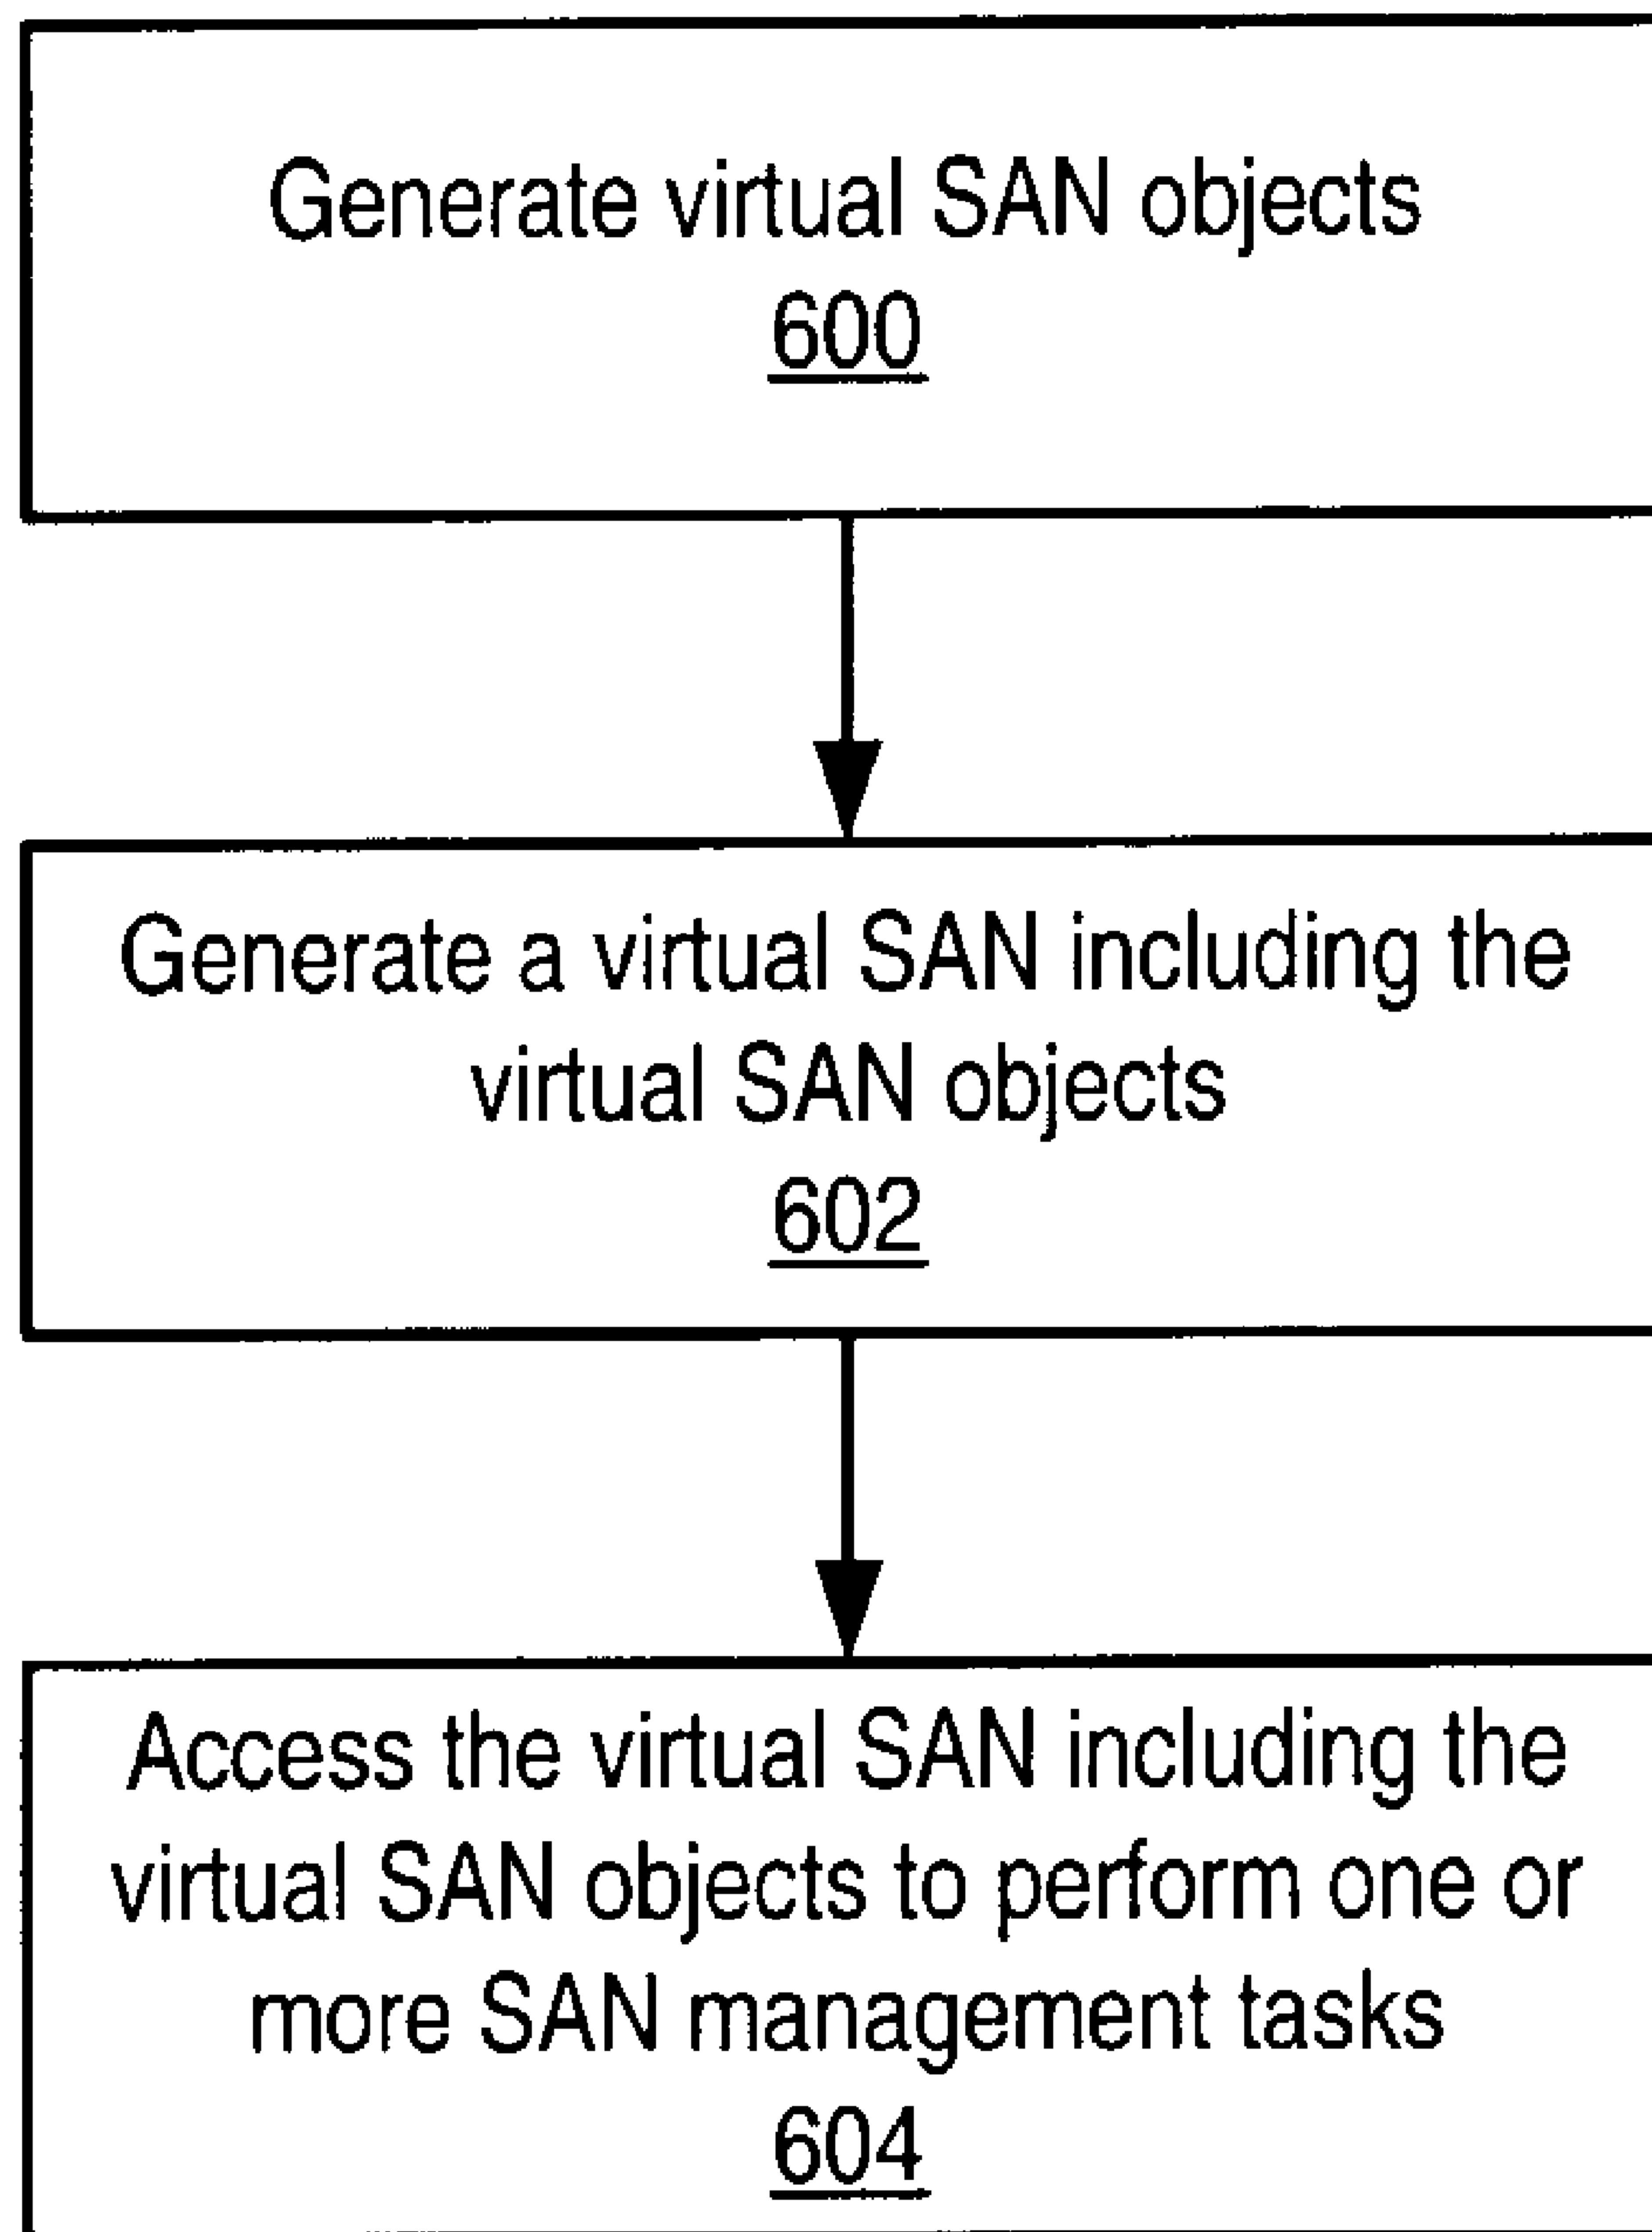 Generate virtual SAN objects
600
Generate a virtual SAN including the
virtual SAN objects
602
Access the virtual SAN including the
virtual SAN objects to perform one or
more SAN management tasks
604